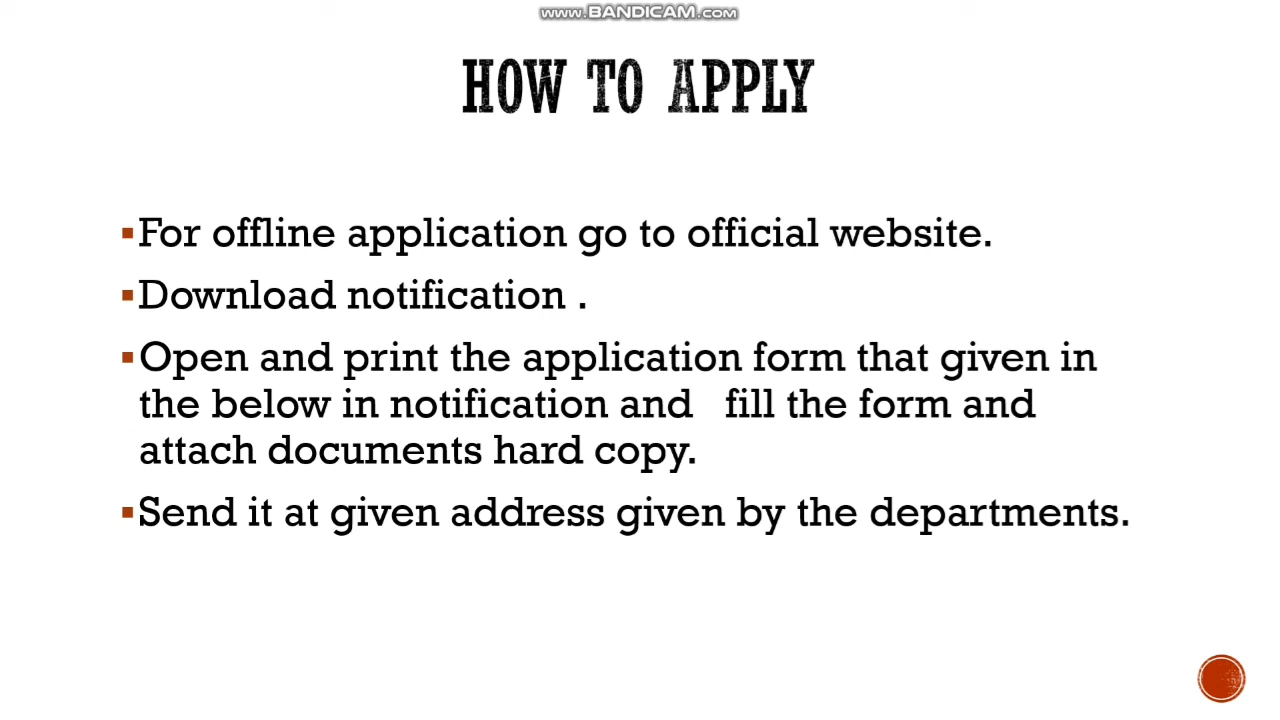 www.BANDICAM.com
HOW TO APPLY
▪For offline application go to official website.
▪Download notification .
▪Open and print the application form that given in
the below in notification and   fill the form and
attach documents hard copy.
▪Send it at given address given by the departments.